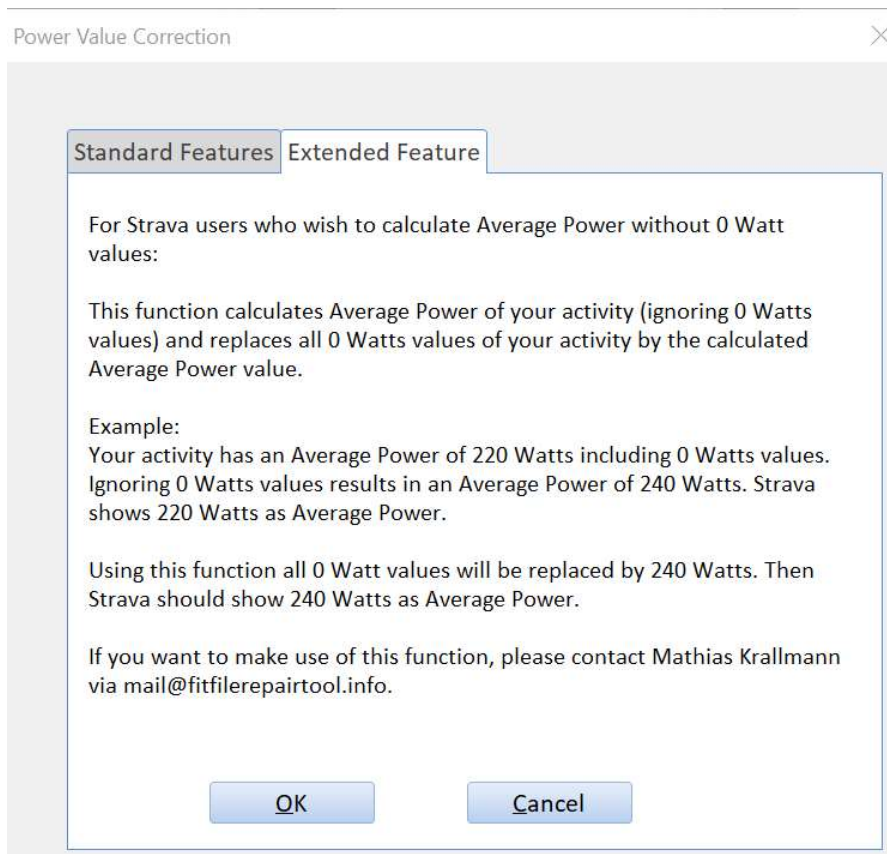 Power Value Correction
Standard Features
Extended Feature
For Strava users who wish to calculate Average Power without 0 Watt
values:
This function calculates Average Power of your activity (ignoring 0 Watts
values) and replaces all 0 Watts values of your activity by the calculated
Average Power value.
Example:
Your activity has an Average Power of 220 Watts including 0 Watts values.
Ignoring 0 Watts values results in an Average Power of 240 Watts. Strava
shows 220 Watts as Average Power.
Using this function all 0 Watt values will be replaced by 240 Watts. Then
Strava should show 240 Watts as Average Power.
If you want to make use of this function, please contact Mathias Krallmann
via mail@fitfilerepairtool.info.
OK
Cancel